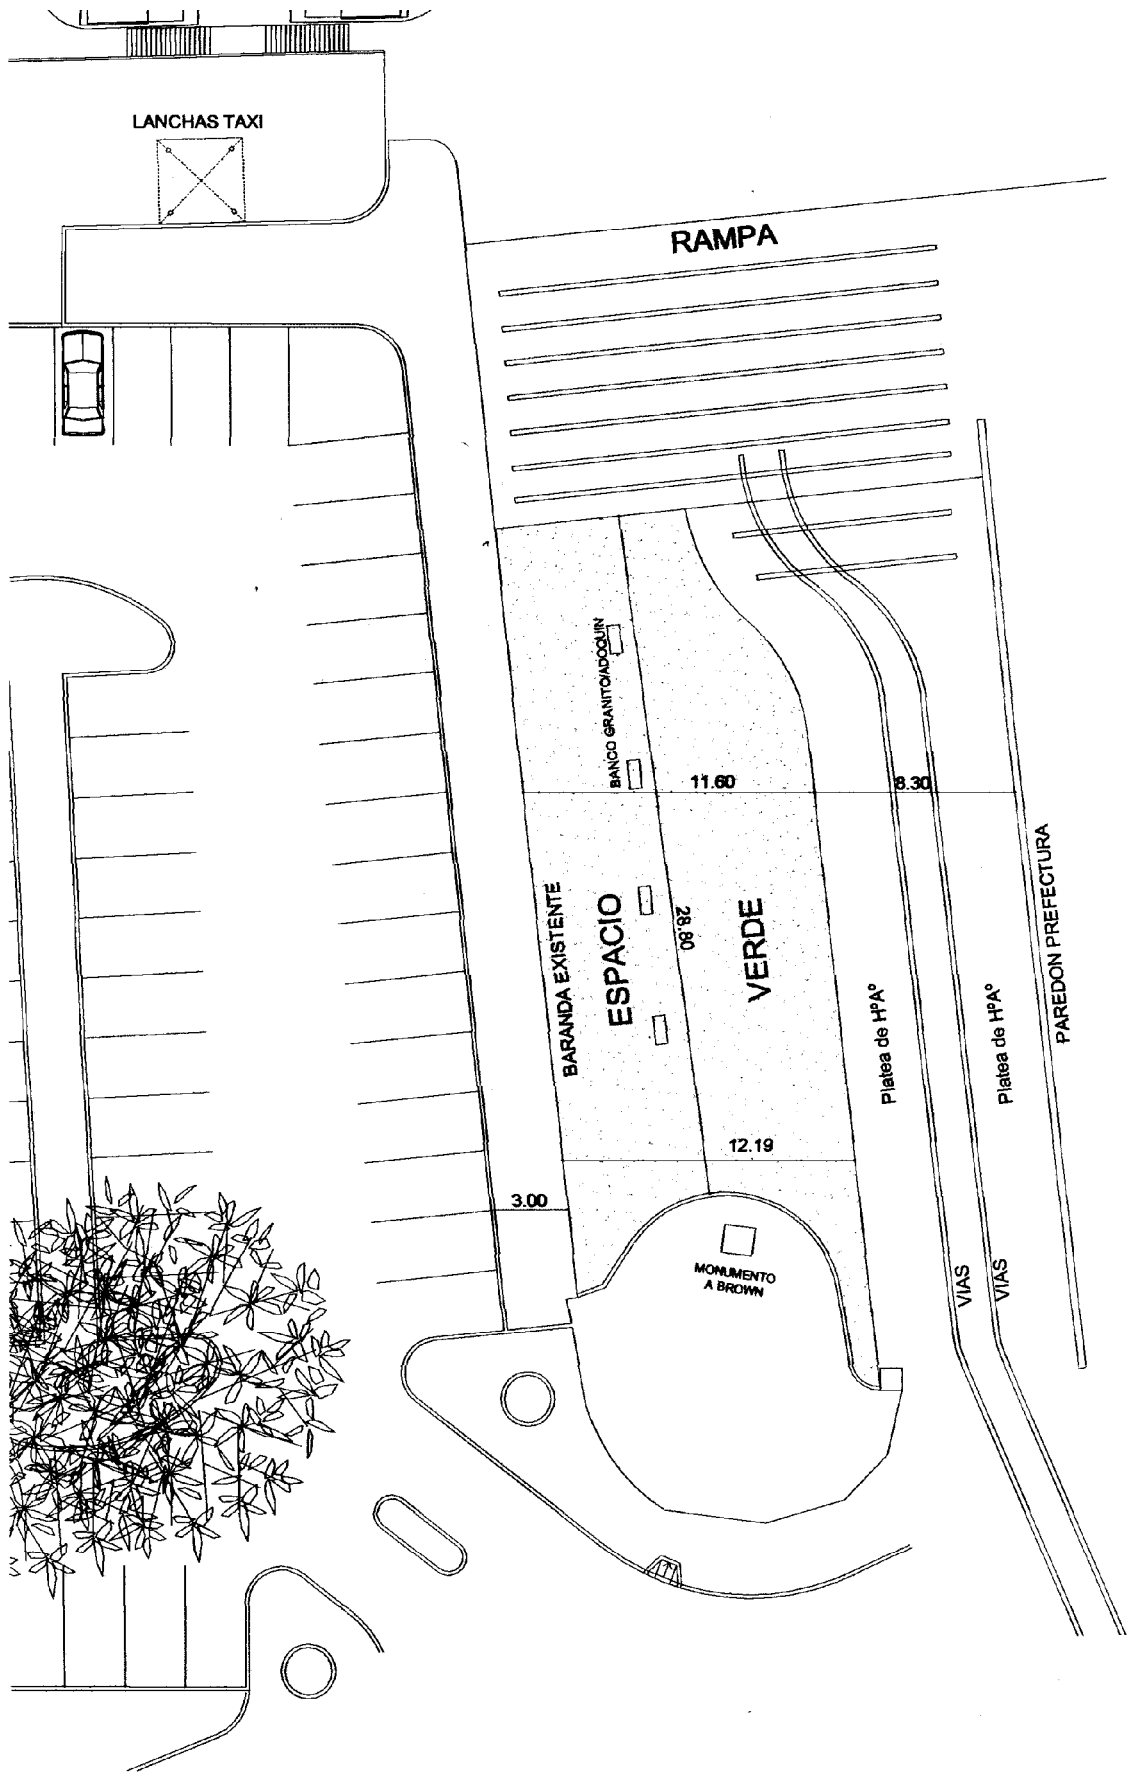 LANCHAS TAXI
RAMPA
BANCO GRANITO/ADOQUIN
11.60
8.30
BARANDA EXISTENTE
ESPACIO
28.80
VERDE
Platea de HºAº
Platea de HºAº
PAREDON PREFECTURA
12.19
3.00
MONUMENTO
A BROWN
VIAS
VIAS